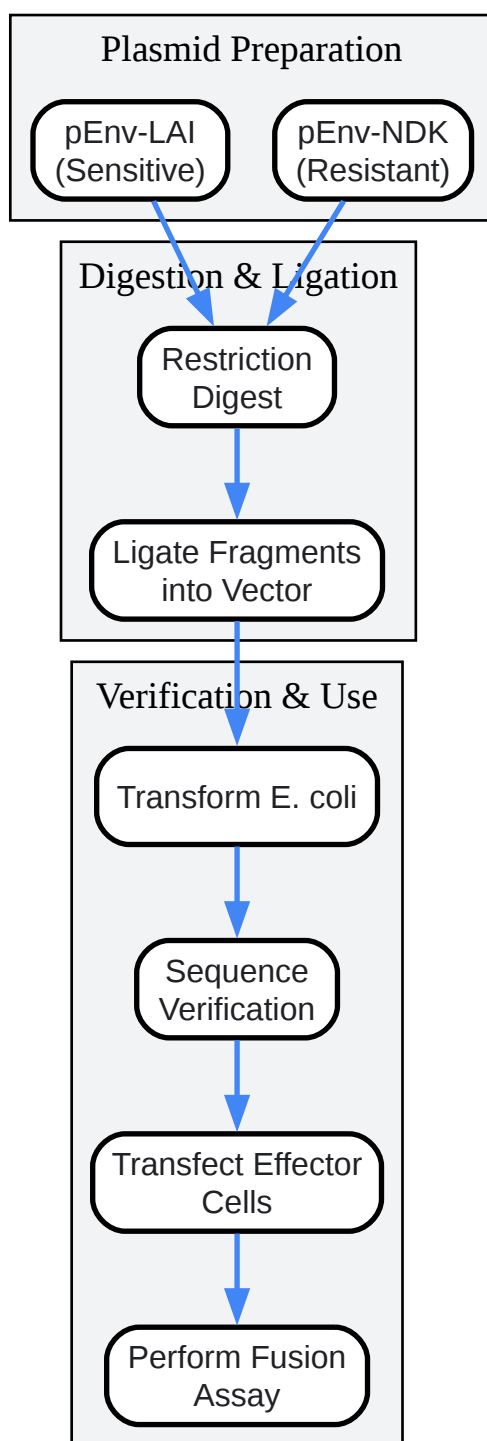 Plasmid Preparation
pEnv-LAI
(Sensitive)
pEnv-NDK
(Resistant)
Digestion & Ligation
Restriction
Digest
Ligate Fragments
into Vector
Verification & Use
Transform E. coli
Sequence
Verification
Transfect Effector
Cells
Perform Fusion
Assay